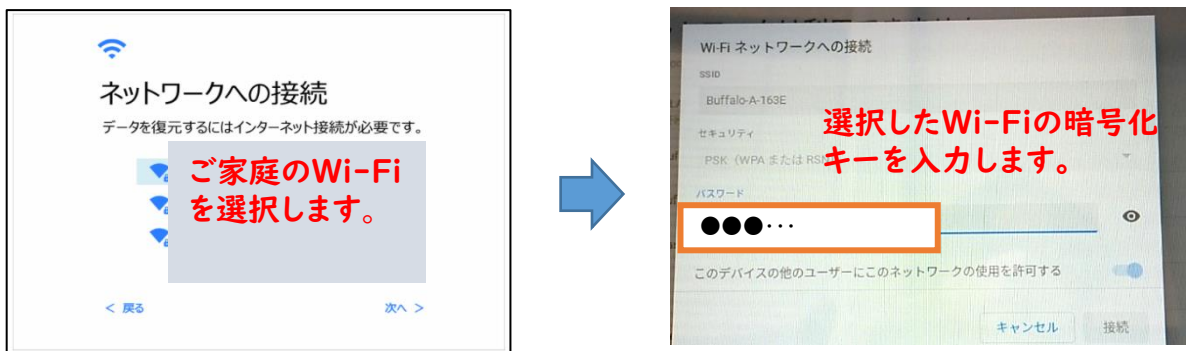 ネットワークへの接続
データを復元するにはインターネット接続が必要です。
ご家庭のWi-Fi
を選択します。
< 戻る
次へ >
Wi-Fi ネットワークへの接続
SSID
Buffalo-A-163E
選択したWi-Fiの暗号化
キーを入力します。
セキュリティ
PSK（WPA または RSN
パスワード
●●●･･･
このデバイスの他のユーザーにこのネットワークの使用を許可する
キャンセル
接続